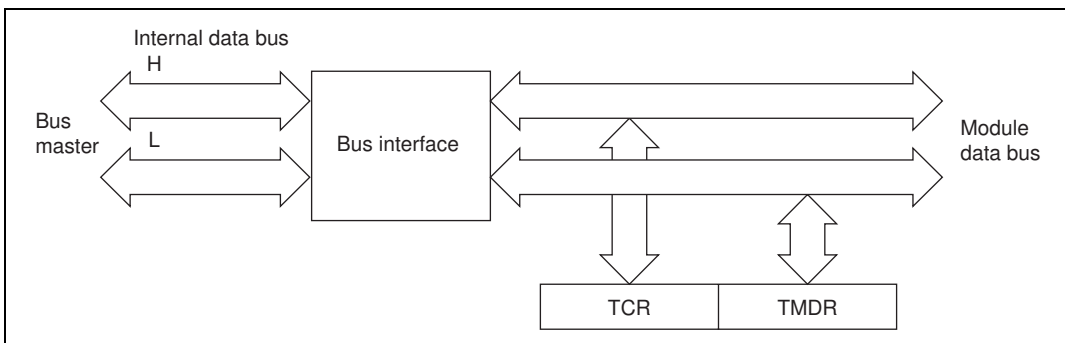 Internal data bus
H
Bus
master
L
Bus interface
Module
data bus
TCR
TMDR